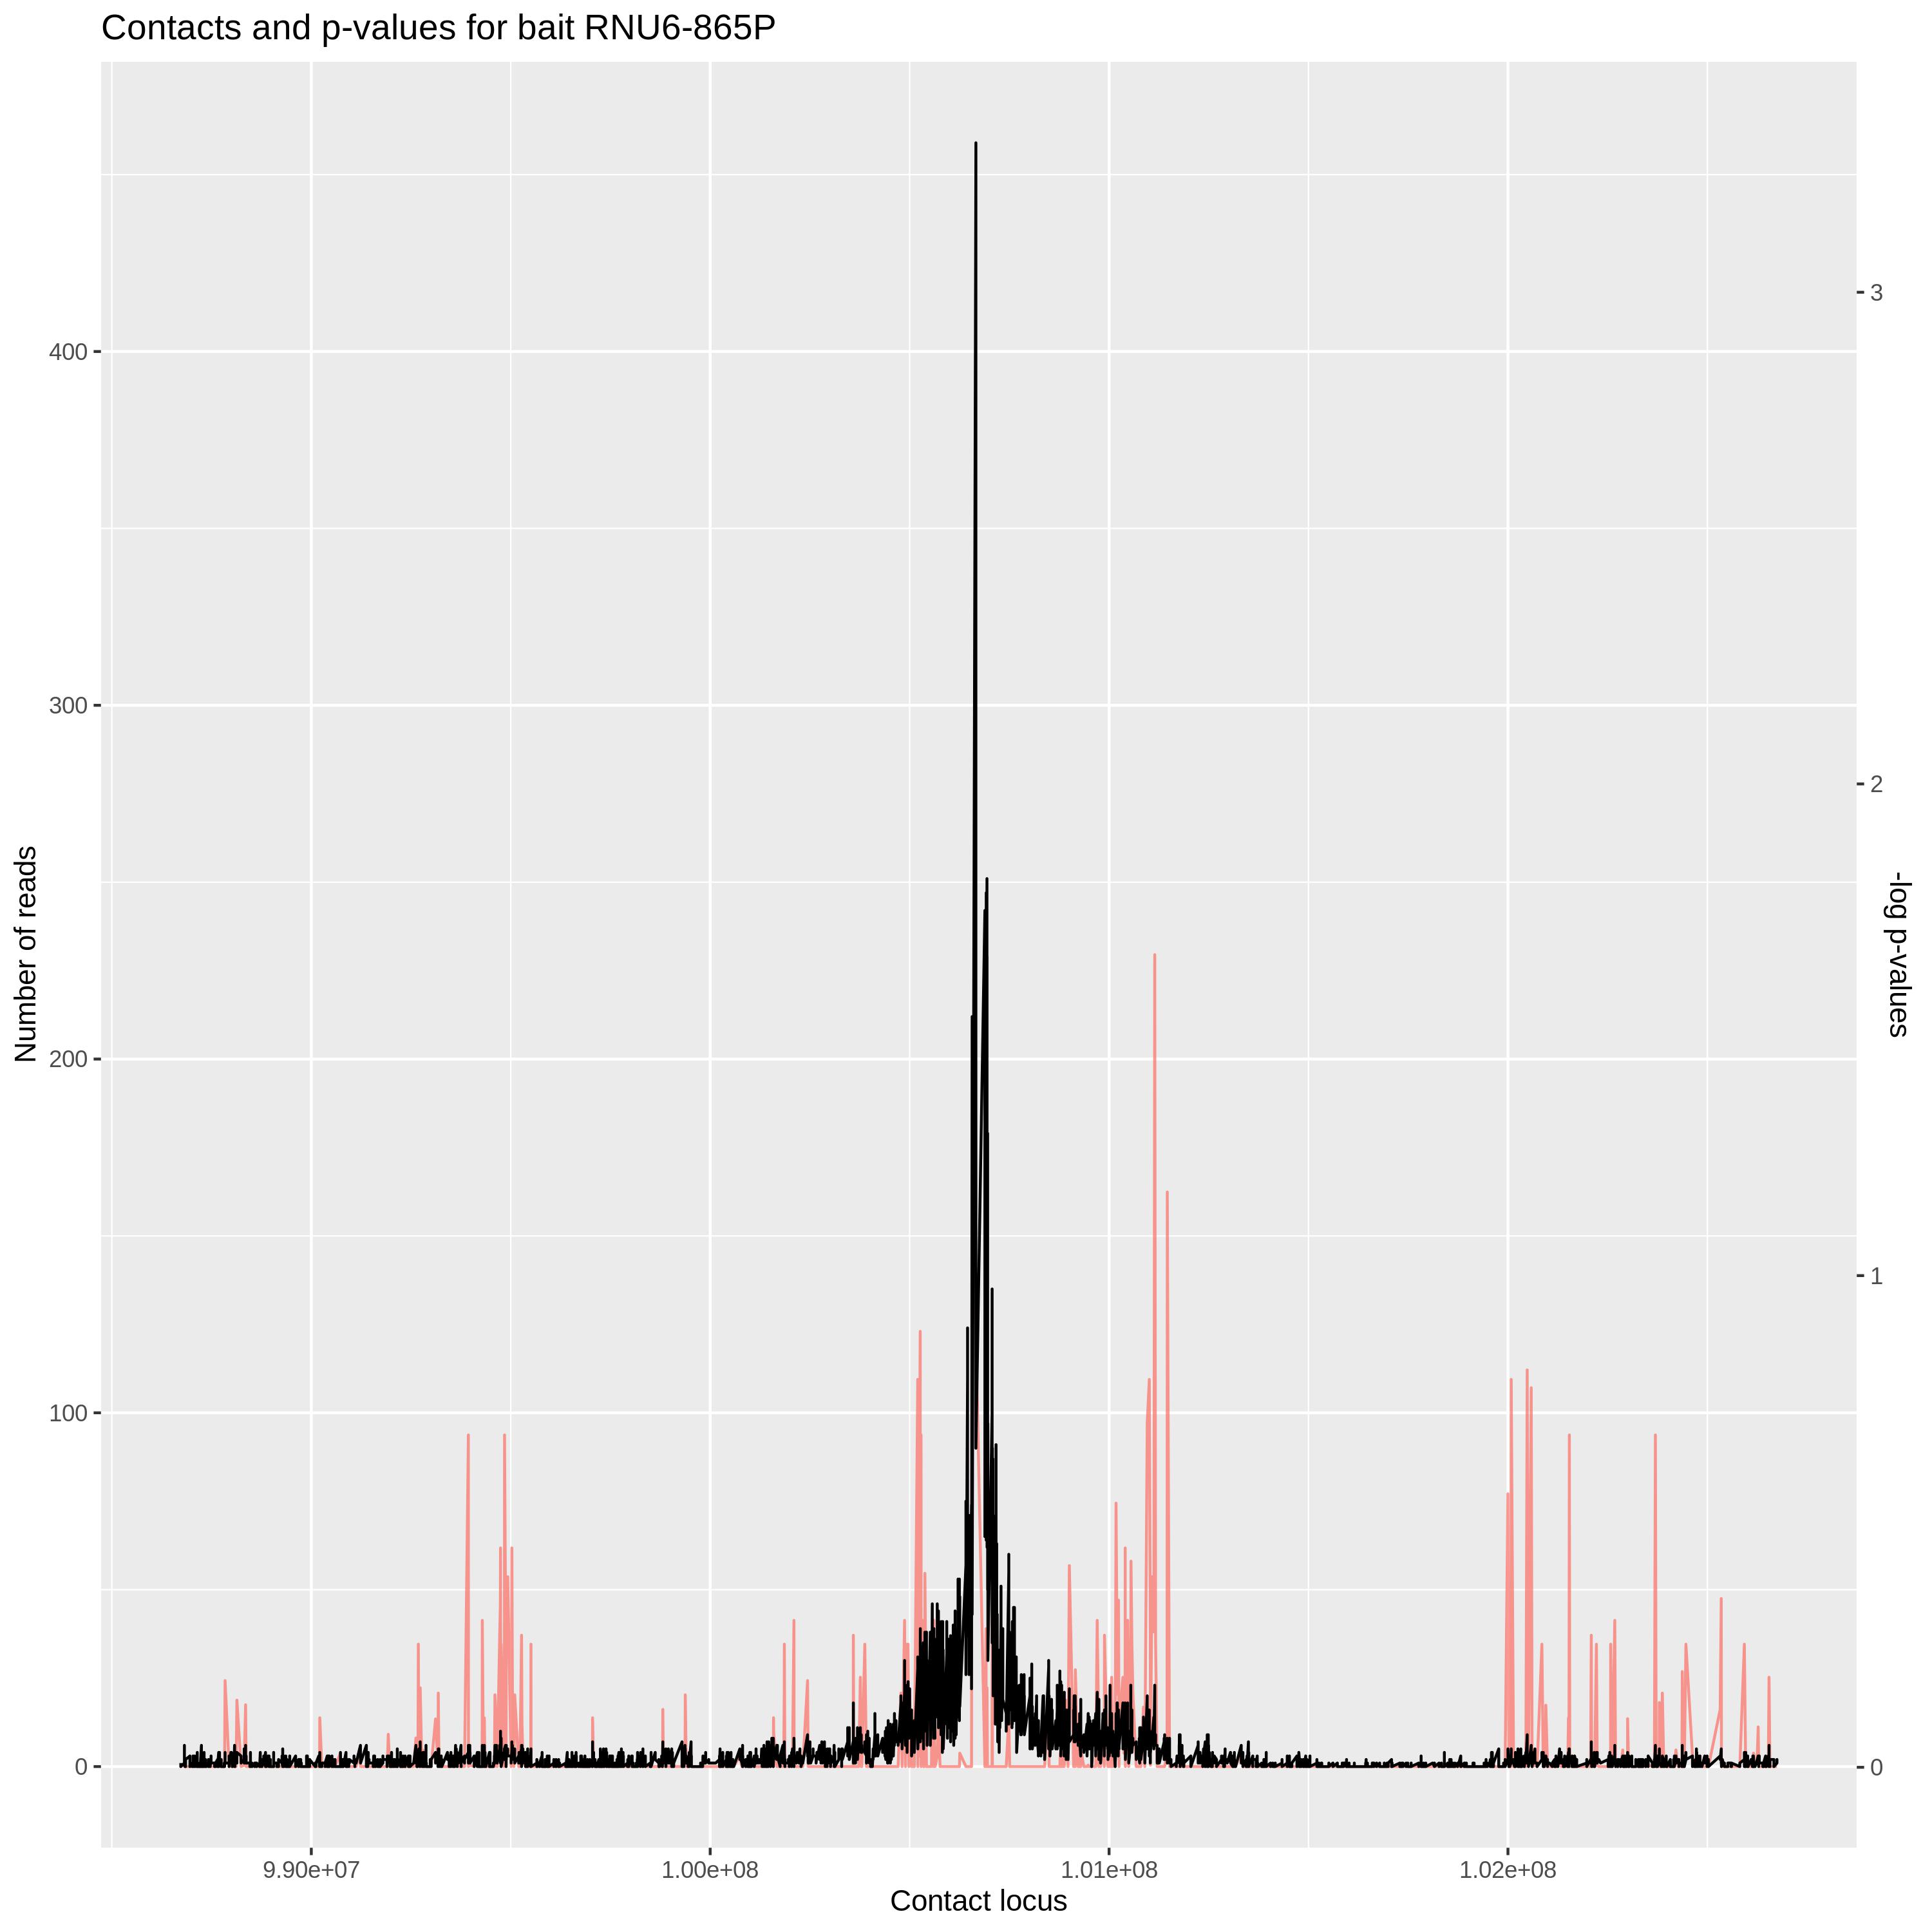 Contacts and p-values for bait RNU6-865P
Number of reads
400
300
200
100
0
3
2
1
0
-log p-values
9.90e+07
1.00e+08
1.01e+08
1.02e+08
Contact locus